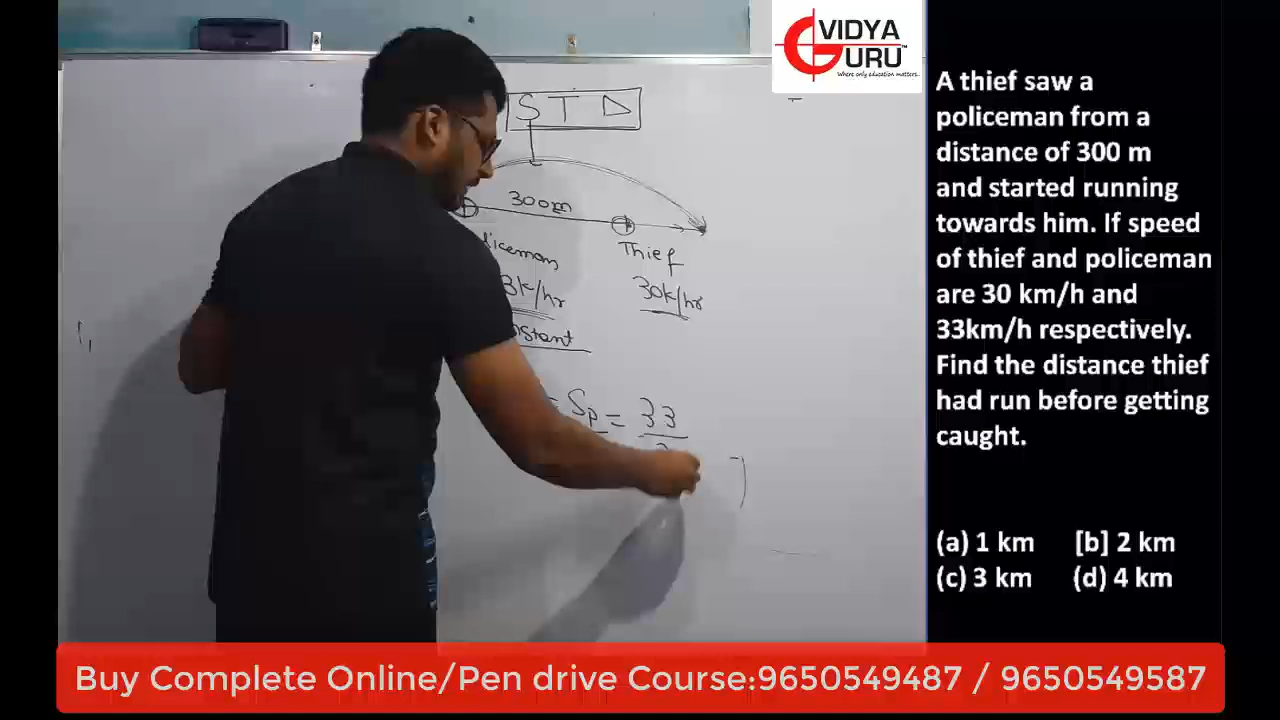 VIDYA
GURU
Where only education matters..
S T D
300m
Thief
30k/hr
= Sp = 33
A thief saw a
policeman from a
distance of 300 m
and started running
towards him. If speed
of thief and policeman
are 30 km/h and
33km/h respectively.
Find the distance thief
had run before getting
caught.
(a) 1 km [b] 2 km
(c) 3 km (d) 4 km
Buy Complete Online/Pen drive Course:9650549487 / 9650549587